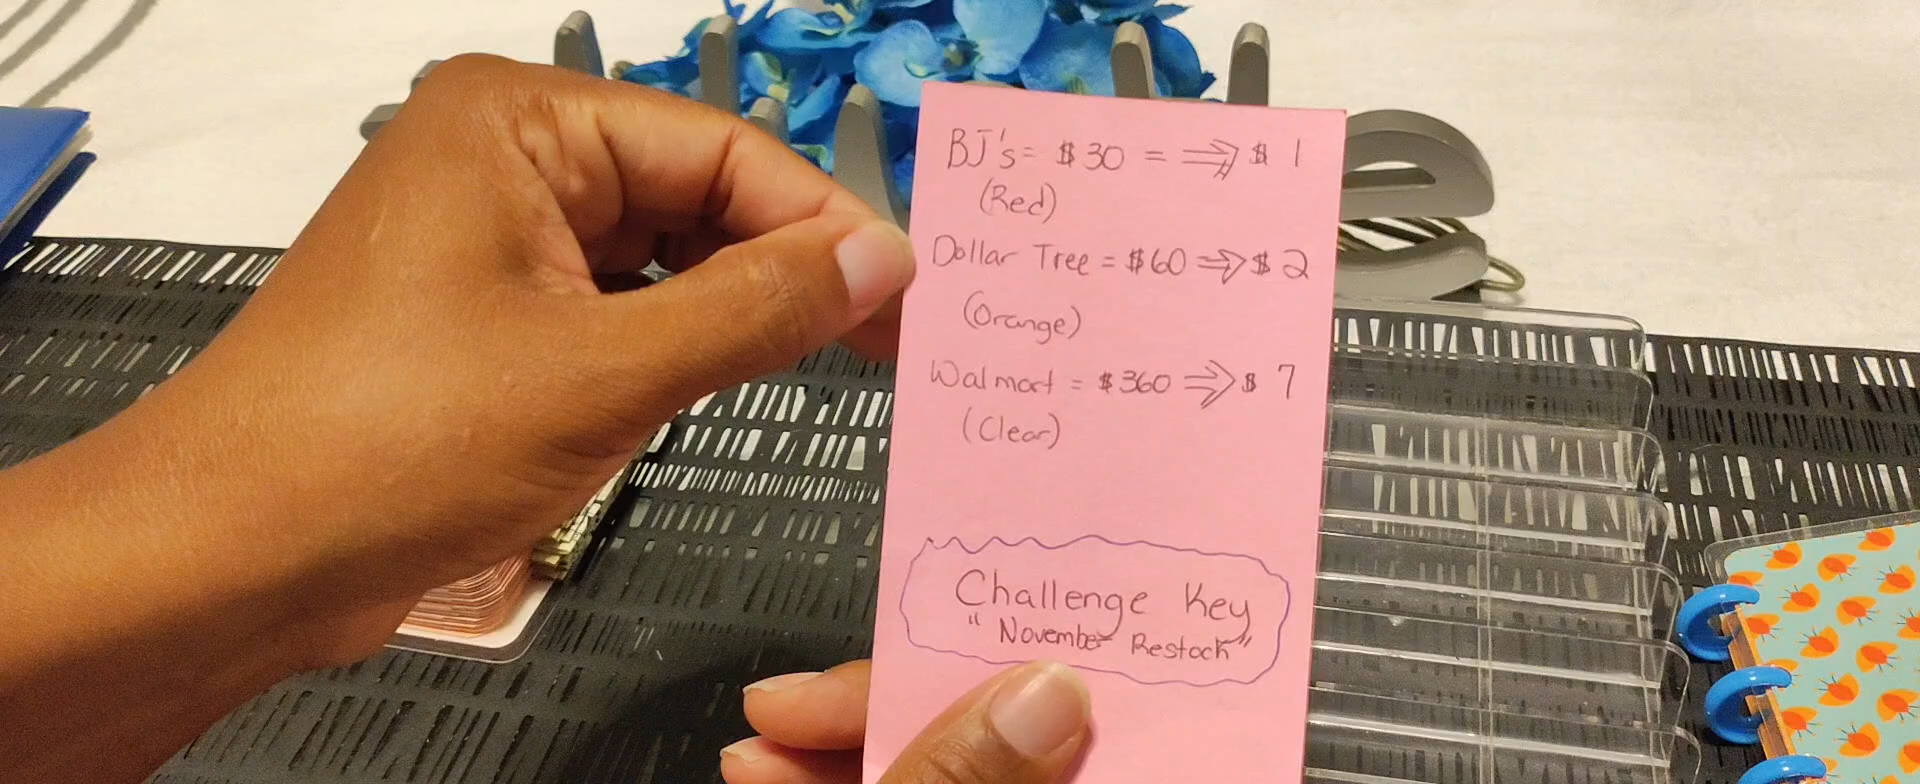 BJ's = $30 = ⇒ $ 1
(Red)
Dollar Tree = $60 ⇒ $ 2
(Orange)
Walmart = $360 ⇒ $ 7
(Clear)
Challenge Key
"November Restock"